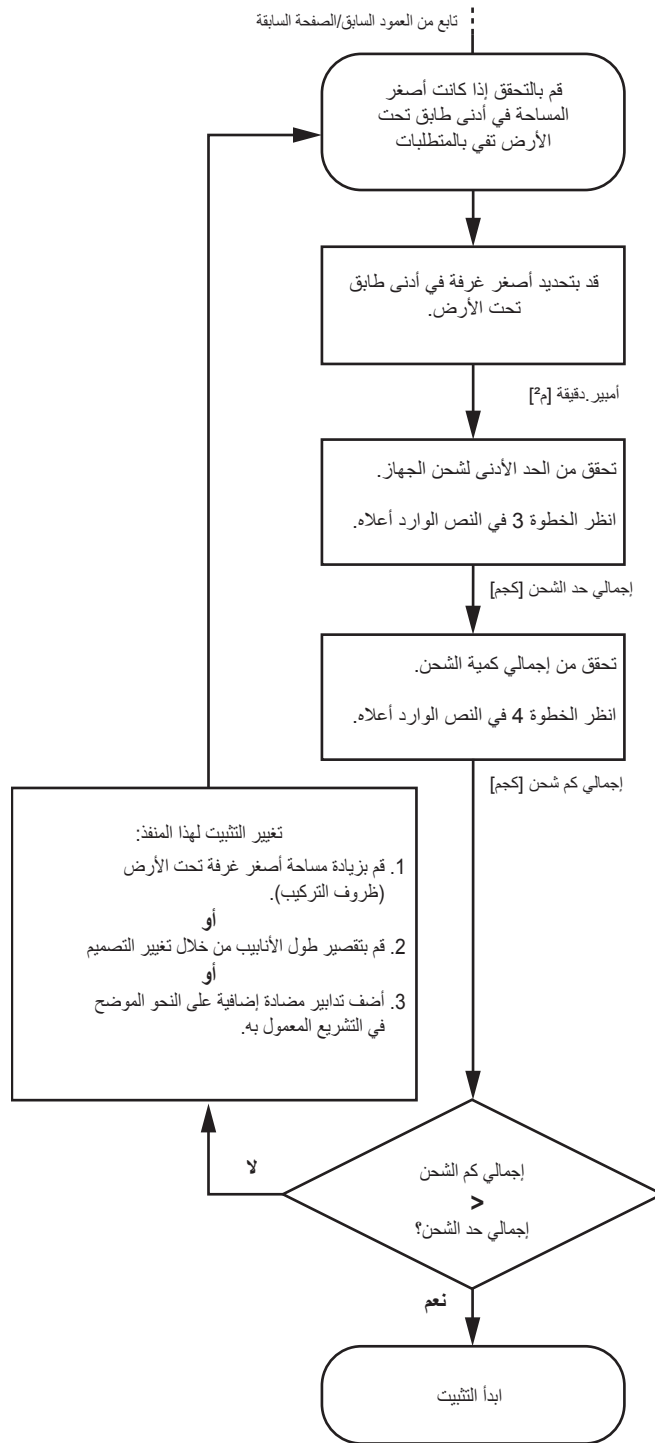 تابع من العمود السابق/الصفحة السابقة
قم بالتحقق إذا كانت أصغر
المساحة في أدنى طابق تحت
الأرض تفي بالمتطلبات
قد بتحديد أصغر غرفة في أدنى طابق
تحت الأرض.
أمبير.دقيقة [م²]
تحقق من الحد الأدنى لشحن الجهاز.
انظر الخطوة 3 في النص الوارد أعلاه.
إجمالي حد الشحن [كجم]
تحقق من إجمالي كمية الشحن.
انظر الخطوة 4 في النص الوارد أعلاه.
إجمالي كم شحن [كجم]
تغيير التثبيت لهذا المنفذ:
1. قم بزيادة مساحة أصغر غرفة تحت الأرض
(ظروف التركيب).
أو
2. قم بتقصير طول الأنابيب من خلال تغيير التصميم
أو
3. أضف تدابير مضادة إضافية على النحو الموضح
في التشريع المعمول به.
إجمالي كم الشحن
>
إجمالي حد الشحن؟
لا
نعم
ابدأ التثبيت